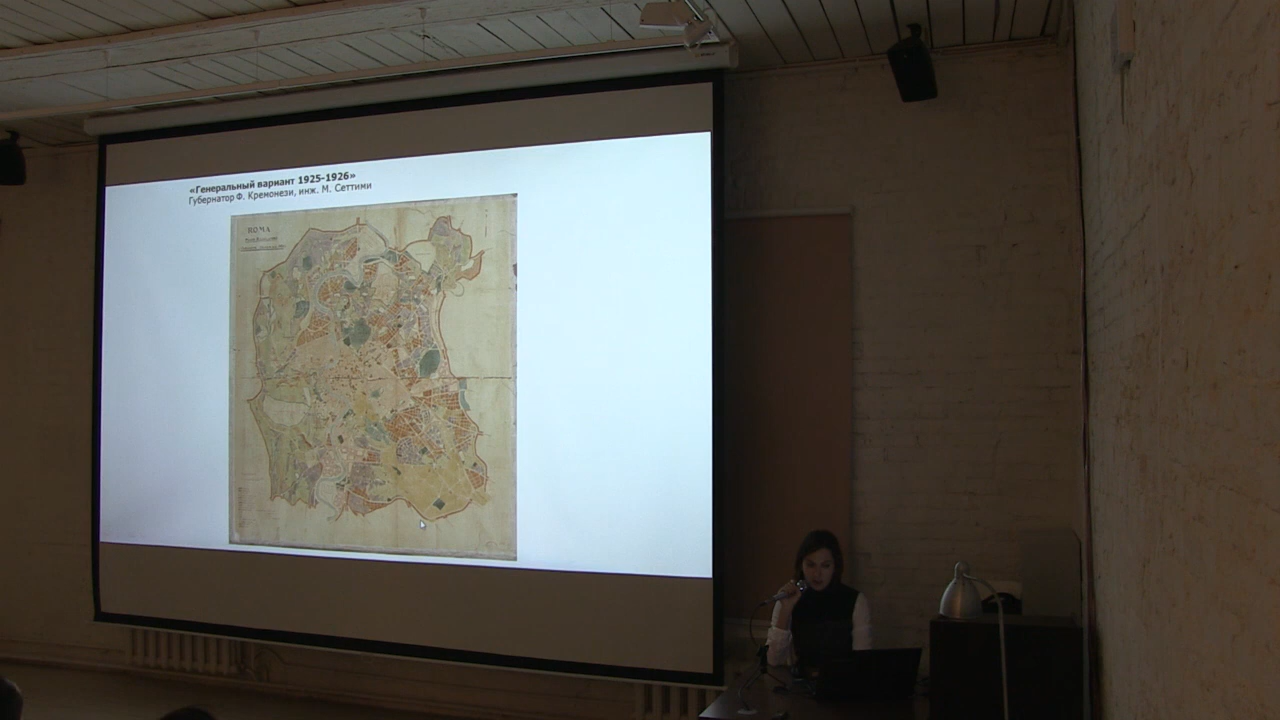 «Генеральный вариант 1925-1926»
Губернатор Ф. Кремонези, инж. М. Сеттими
ROMA